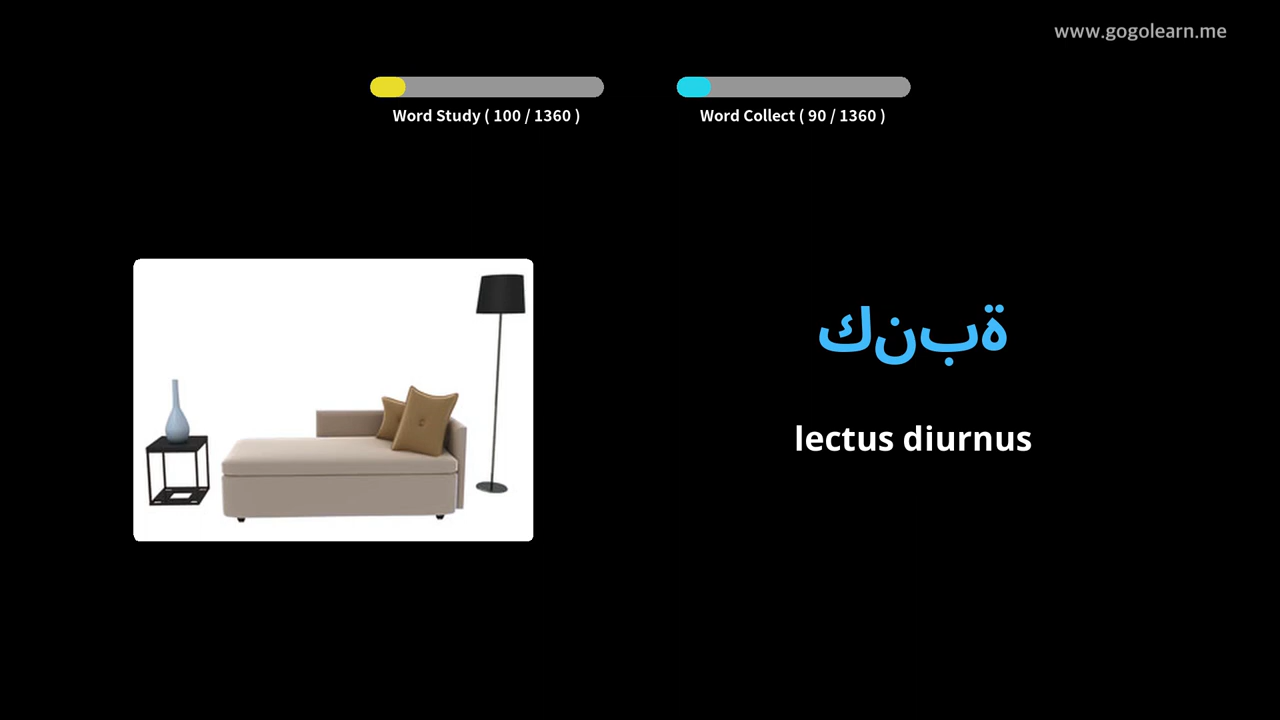 www.gogolearn.me
Word Study ( 100 / 1360 )
Word Collect ( 90 / 1360 )
كنبة
lectus diurnus